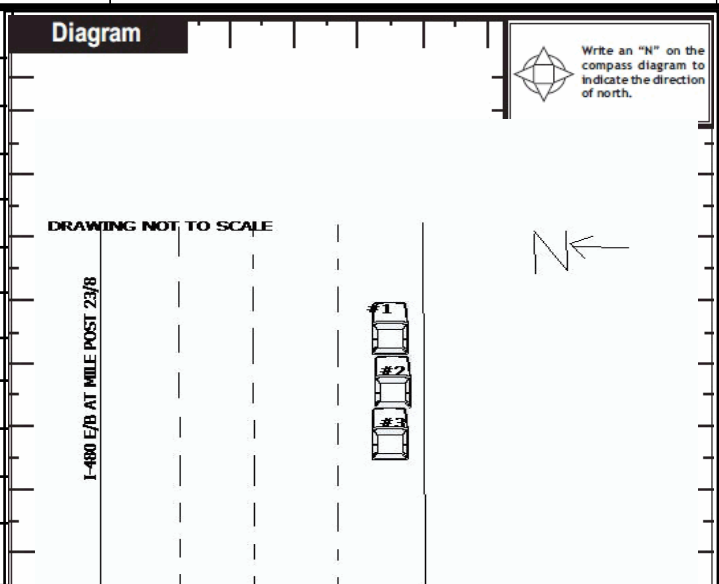 Diagram
Write an “N” on the
compass diagram to
indicate the direction
of north.
DRAWING NOT TO SCALE
N
I-480 E/B AT MILE POST 23/8
#1
#2
#3